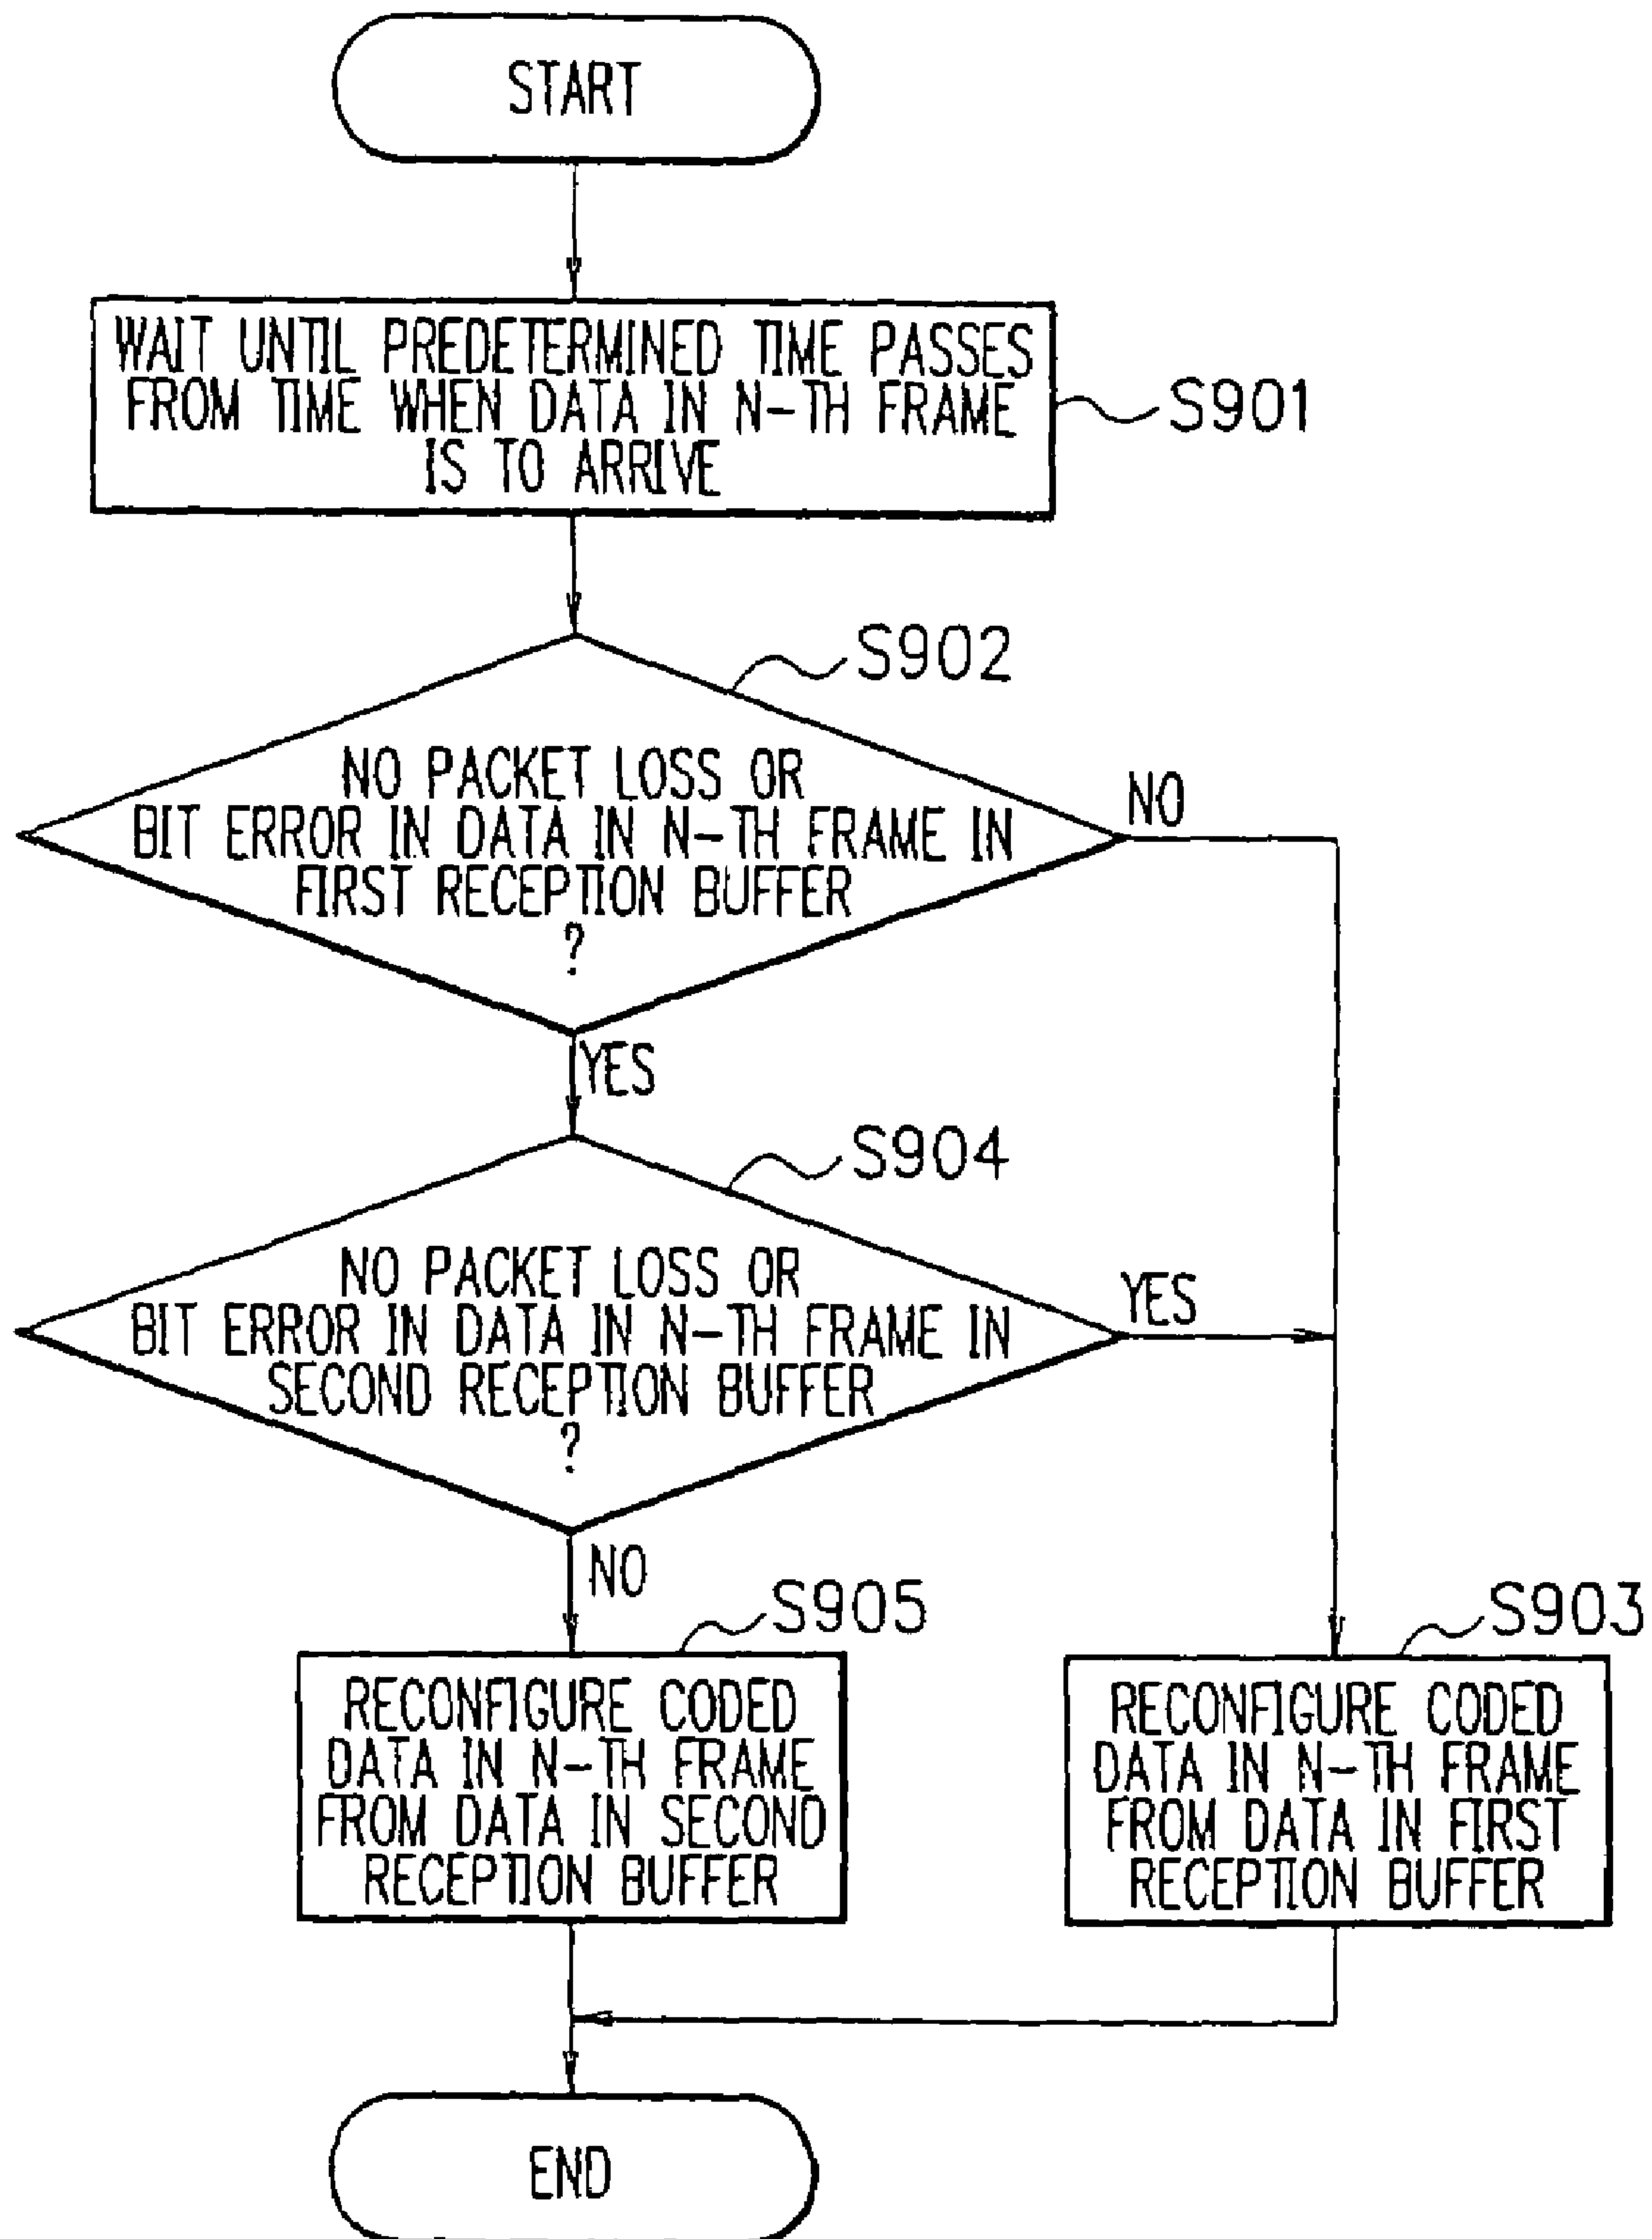 START
WAIT UNTIL PREDETERMINED TIME PASSES
FROM TIME WHEN DATA IN N-TH FRAME
IS TO ARRIVE
S901
S902
NO PACKET LOSS OR
BIT ERROR IN DATA IN N-TH FRAME IN
FIRST RECEPTION BUFFER
?
NO
YES
S904
NO PACKET LOSS OR
BIT ERROR IN DATA IN N-TH FRAME IN
SECOND RECEPTION BUFFER
?
YES
NO
S905
RECONFIGURE CODED
DATA IN N-TH FRAME
FROM DATA IN SECOND
RECEPTION BUFFER
S903
RECONFIGURE CODED
DATA IN N-TH FRAME
FROM DATA IN FIRST
RECEPTION BUFFER
END